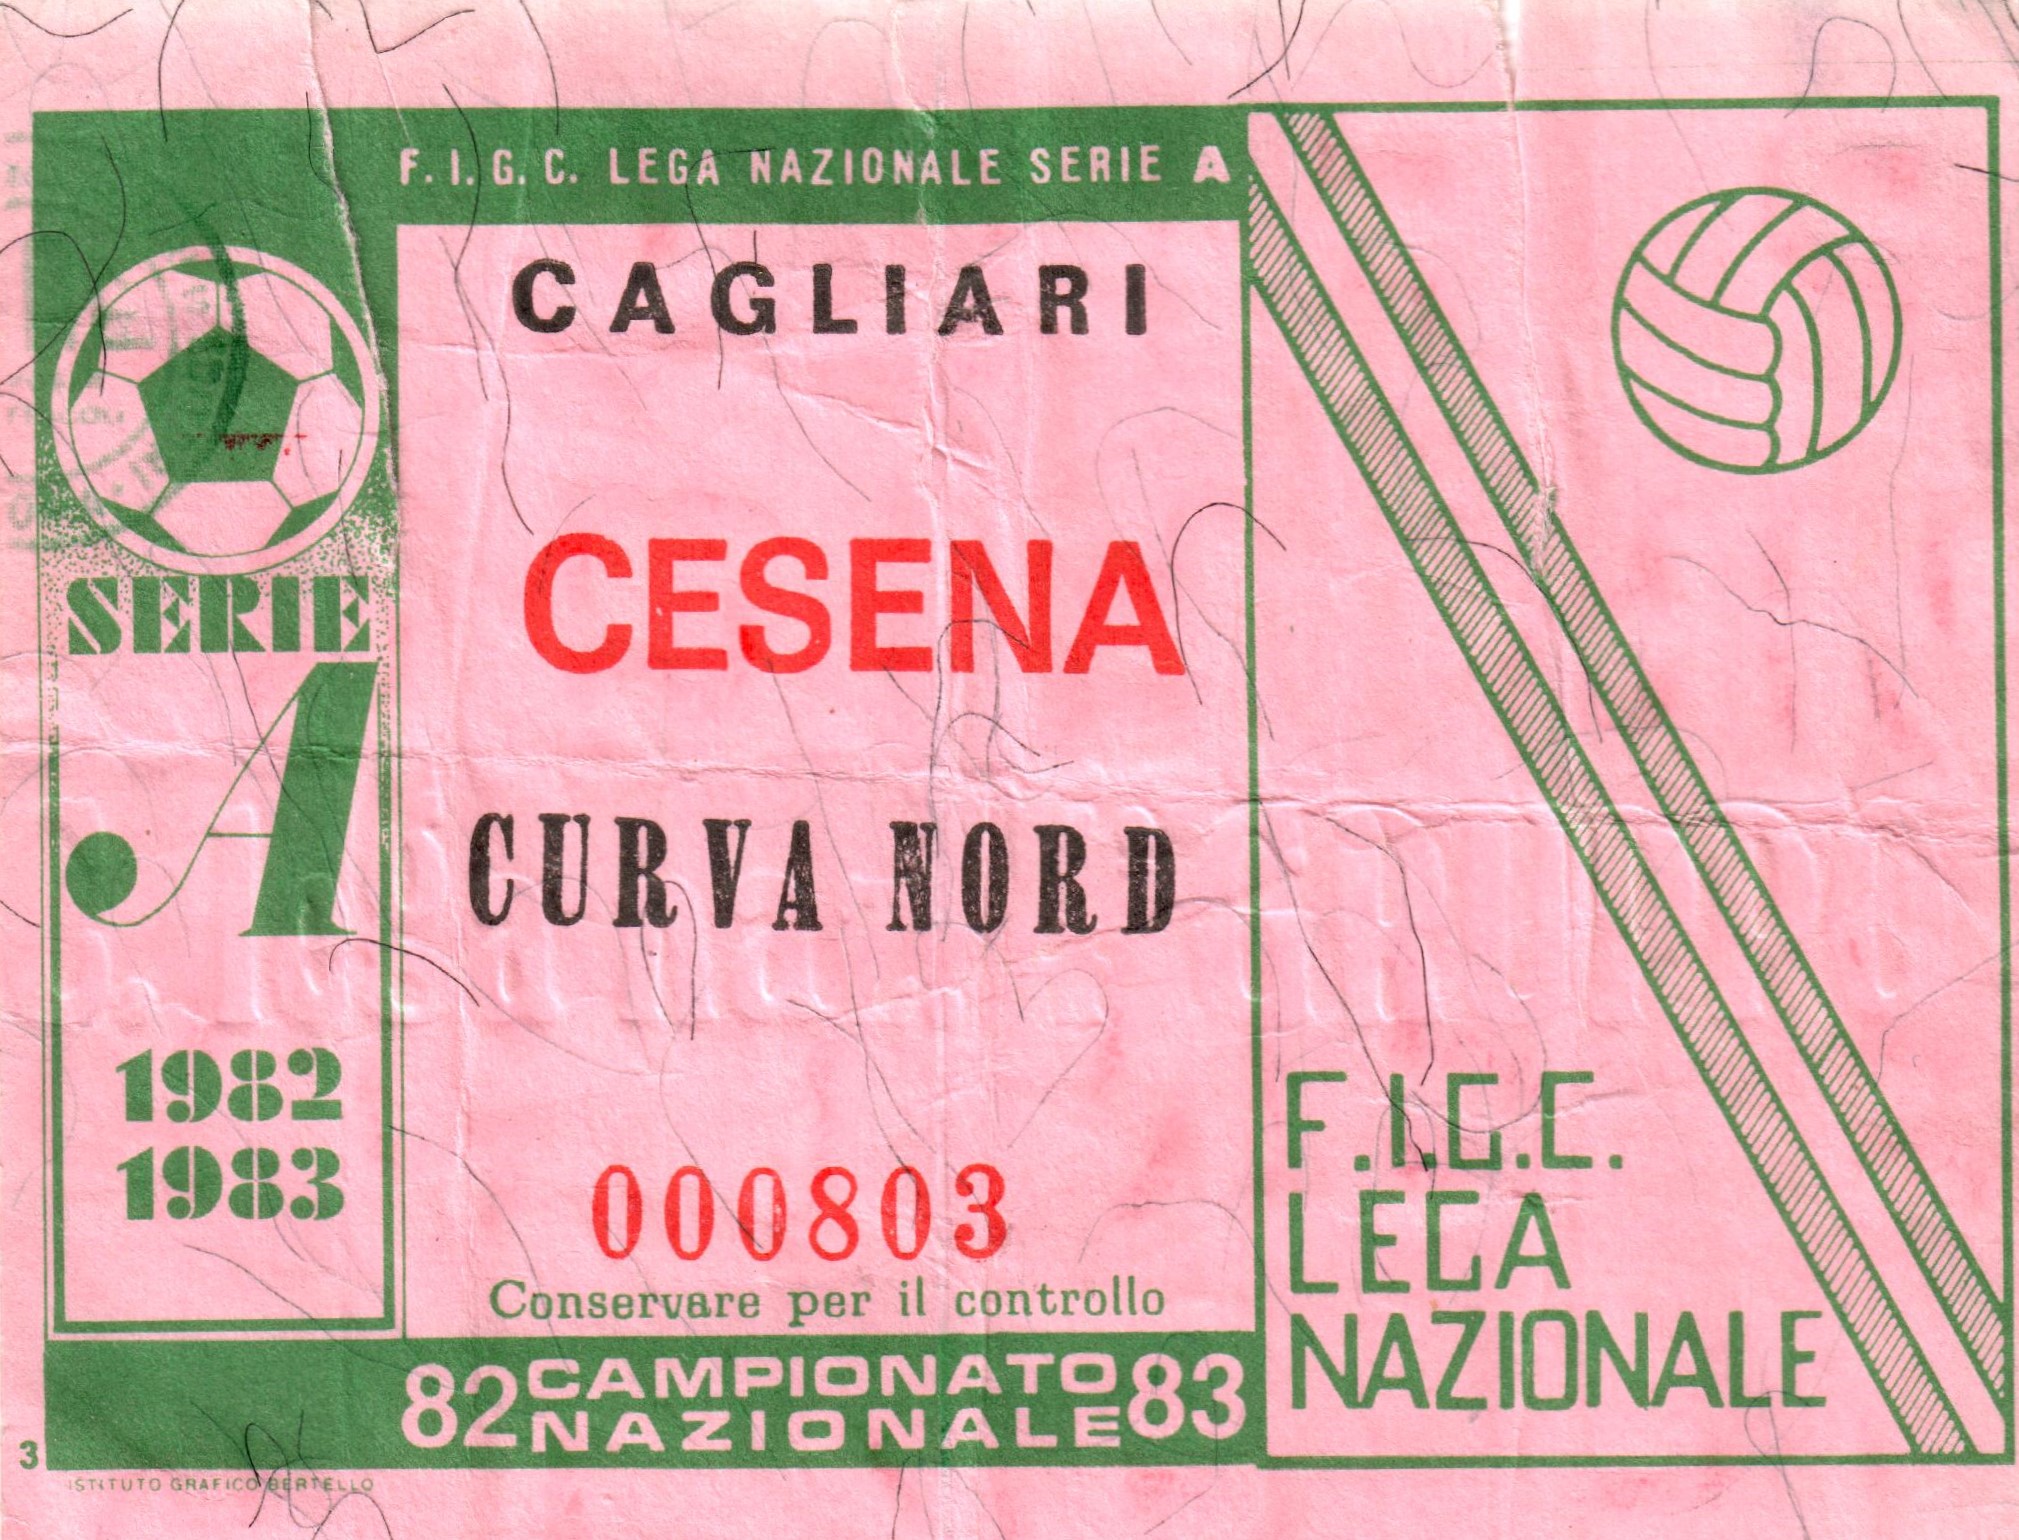 F. I. G. C. LEGA NAZIONALE SERIE A
CAGLIARI
CESENA
CURVA NORD
000803
Conservare per il controllo
SERIE
A
1982
1983
82 CAMPIONATO NAZIONALE 83
F.I.G.C.
LEGA
NAZIONALE
3
ISTITUTO GRAFICO BERTELLO